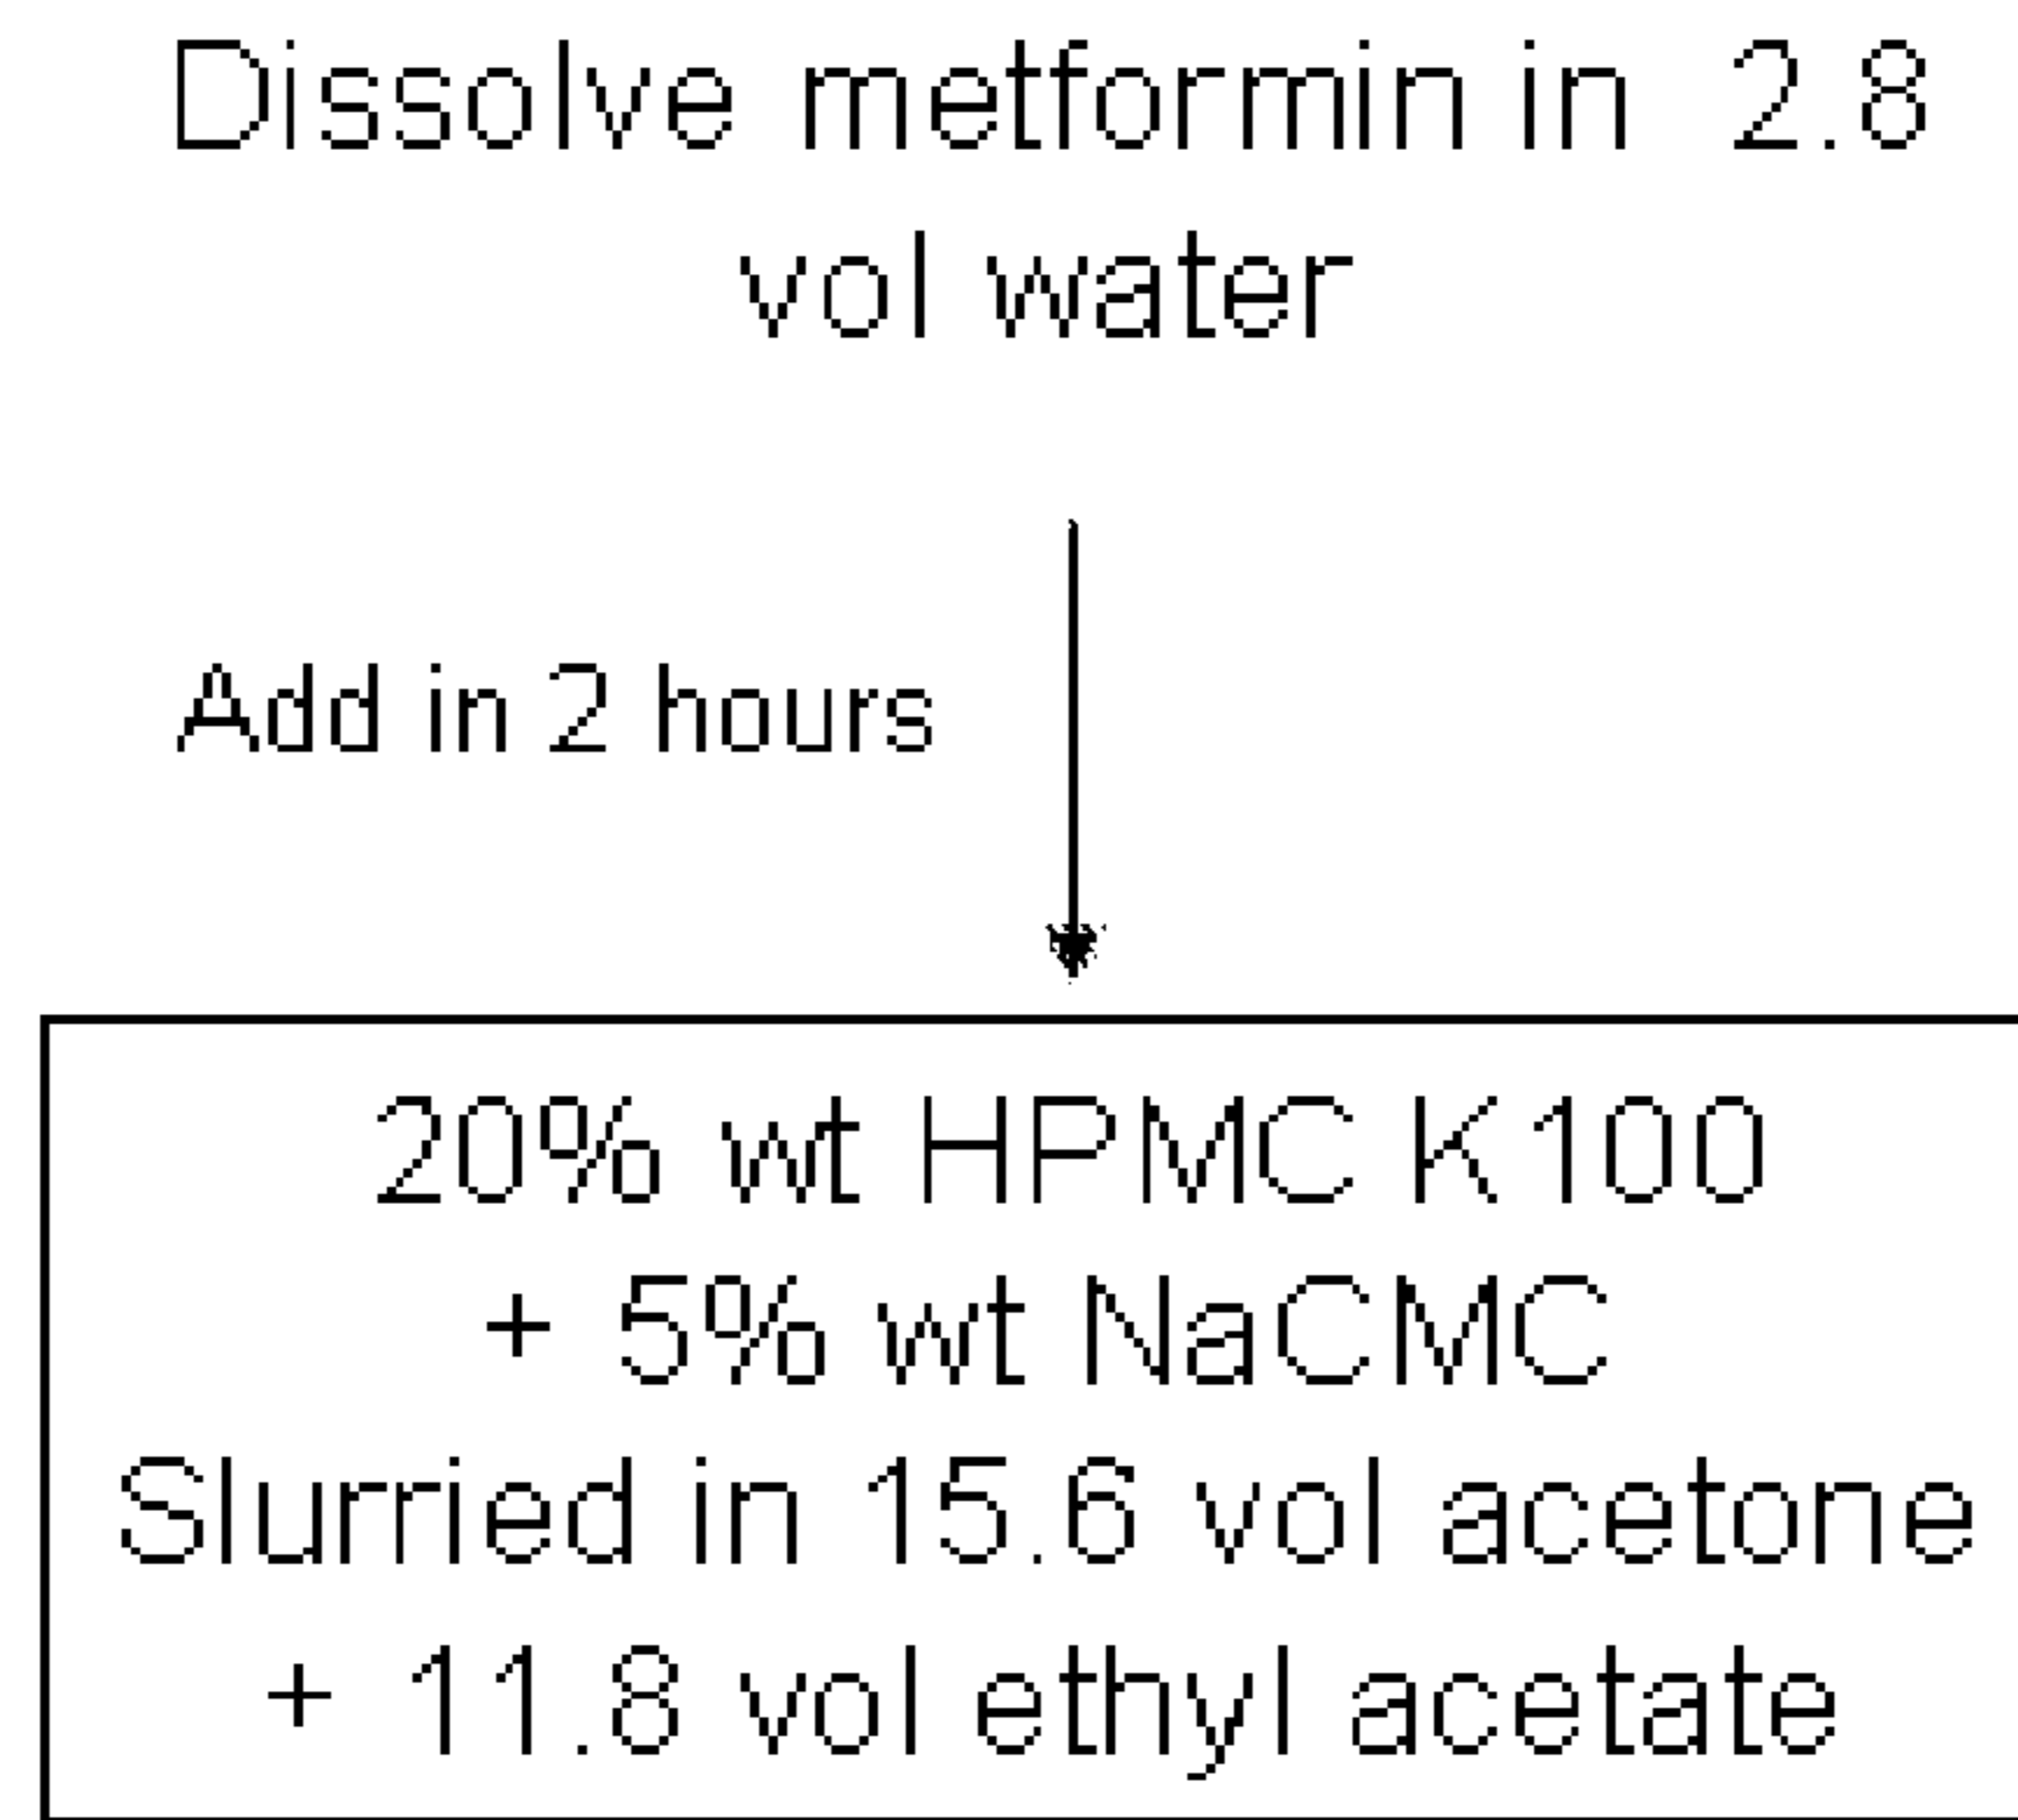 Dissolve metformin in 2.8
vol water
Add in 2 hours
20% wt HPMC K100
+ 5% wt NaCMC
Slurried in 15.6 vol acetone
+ 11.8 vol ethyl acetate